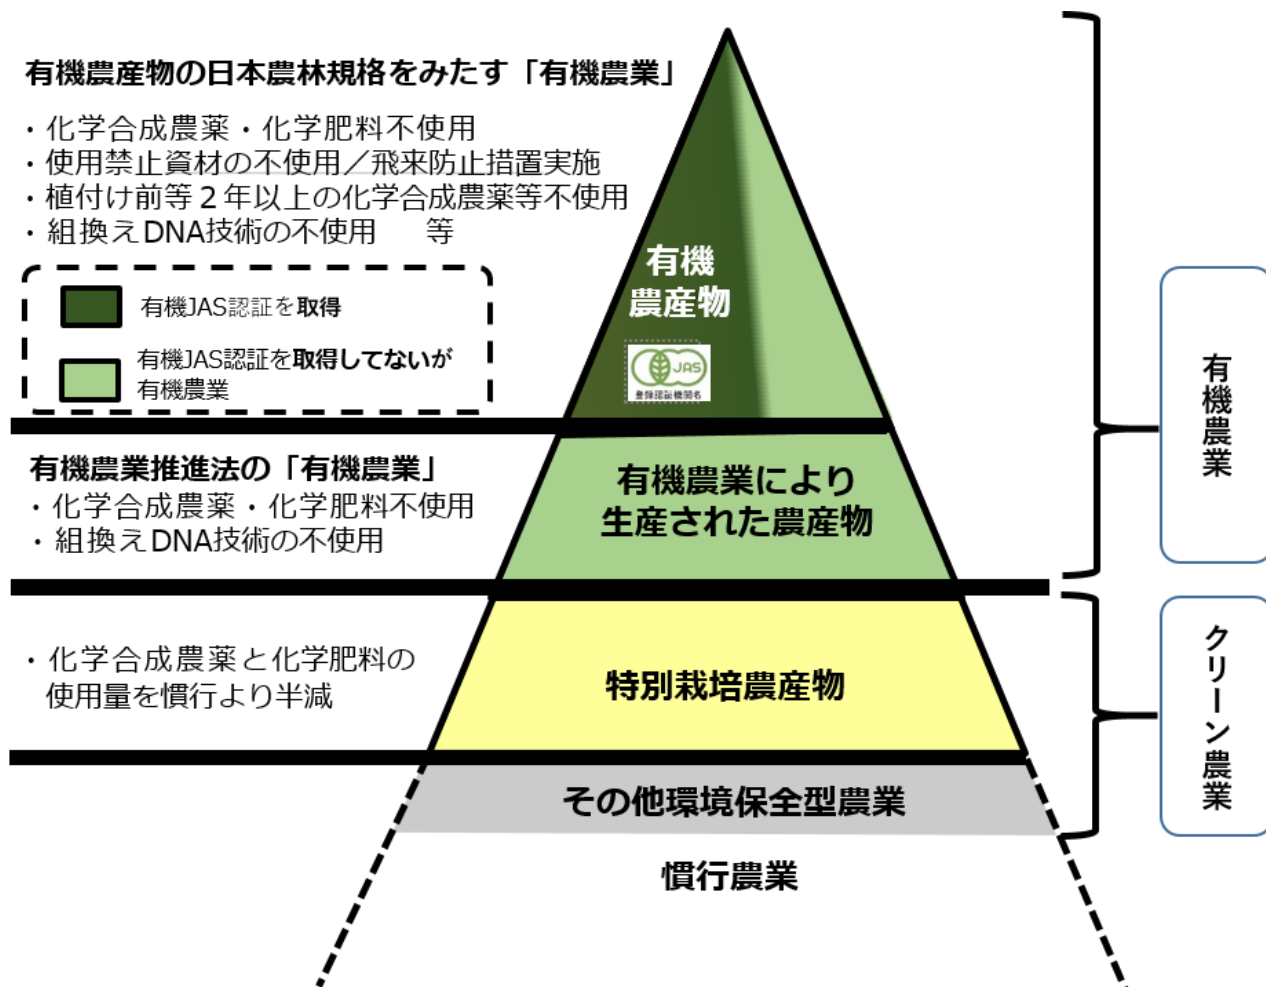 有機農産物の日本農林規格をみたす「有機農業」
・化学合成農薬・化学肥料不使用
・使用禁止資材の不使用／飛来防止措置実施
・植付け前等２年以上の化学合成農薬等不使用
・組換えDNA技術の不使用　等
有機JAS認証を取得
有機JAS認証を取得してないが
有機農業
有機
農産物
JAS
登録認証機関名
有機農業推進法の「有機農業」
・化学合成農薬・化学肥料不使用
・組換えDNA技術の不使用
有機農業により
生産された農産物
有機農業
・化学合成農薬と化学肥料の
使用量を慣行より半減
特別栽培農産物
その他環境保全型農業
クリーン農業
慣行農業